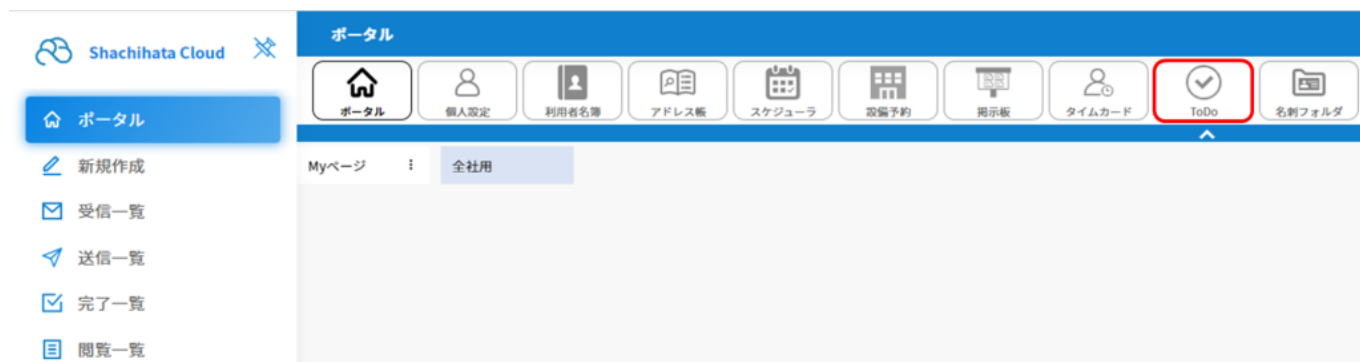 Shachihata Cloud
ポータル
新規作成
受信一覧
送信一覧
完了一覧
閲覧一覧
ポータル
ポータル
個人設定
利用者名簿
アドレス帳
スケジューラ
設備予約
掲示板
タイムカード
ToDo
名刺フォルダ
Myページ
全社用